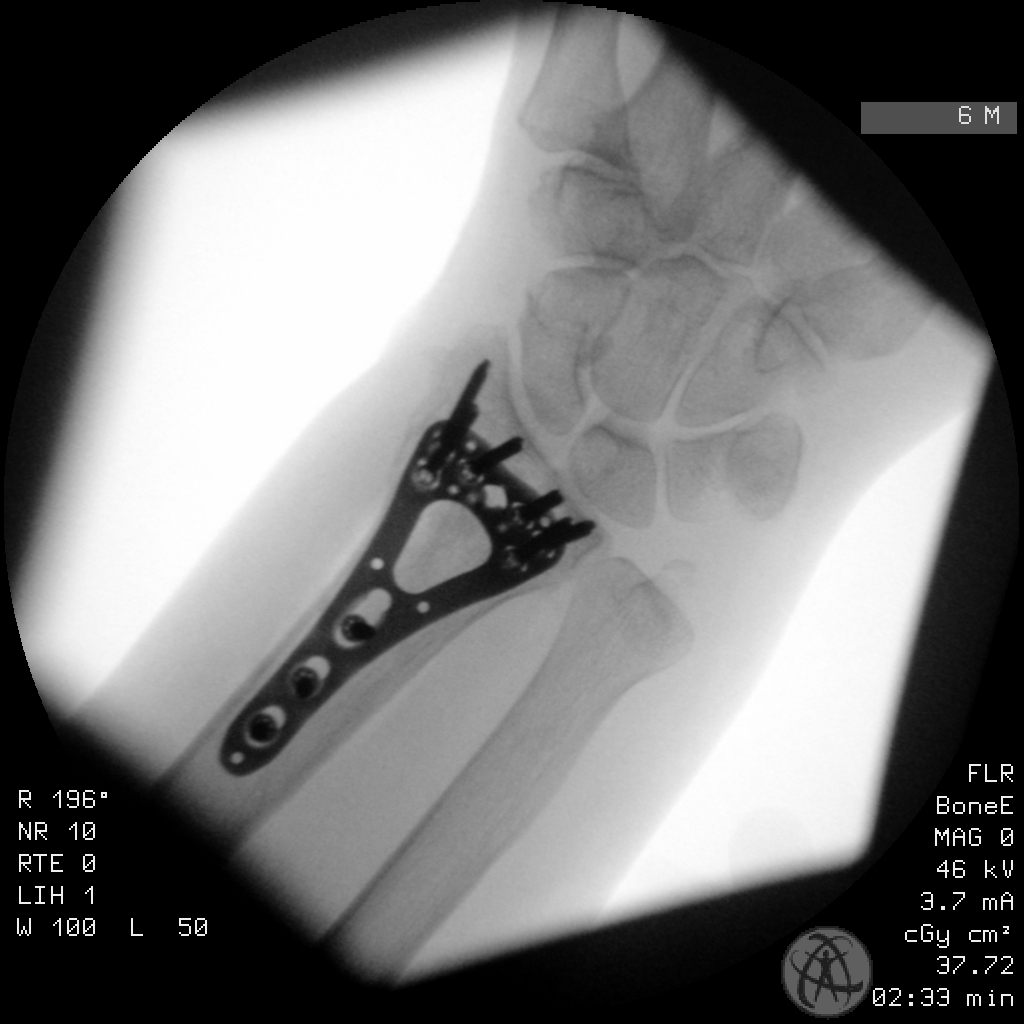 6 M
R 196°
NR 10
RTE 0
LIH 1
W 100 L 50
FLR
BoneE
MAG 0
46 kV
3.7 mA
cGy cm²
37.72
02:33 min